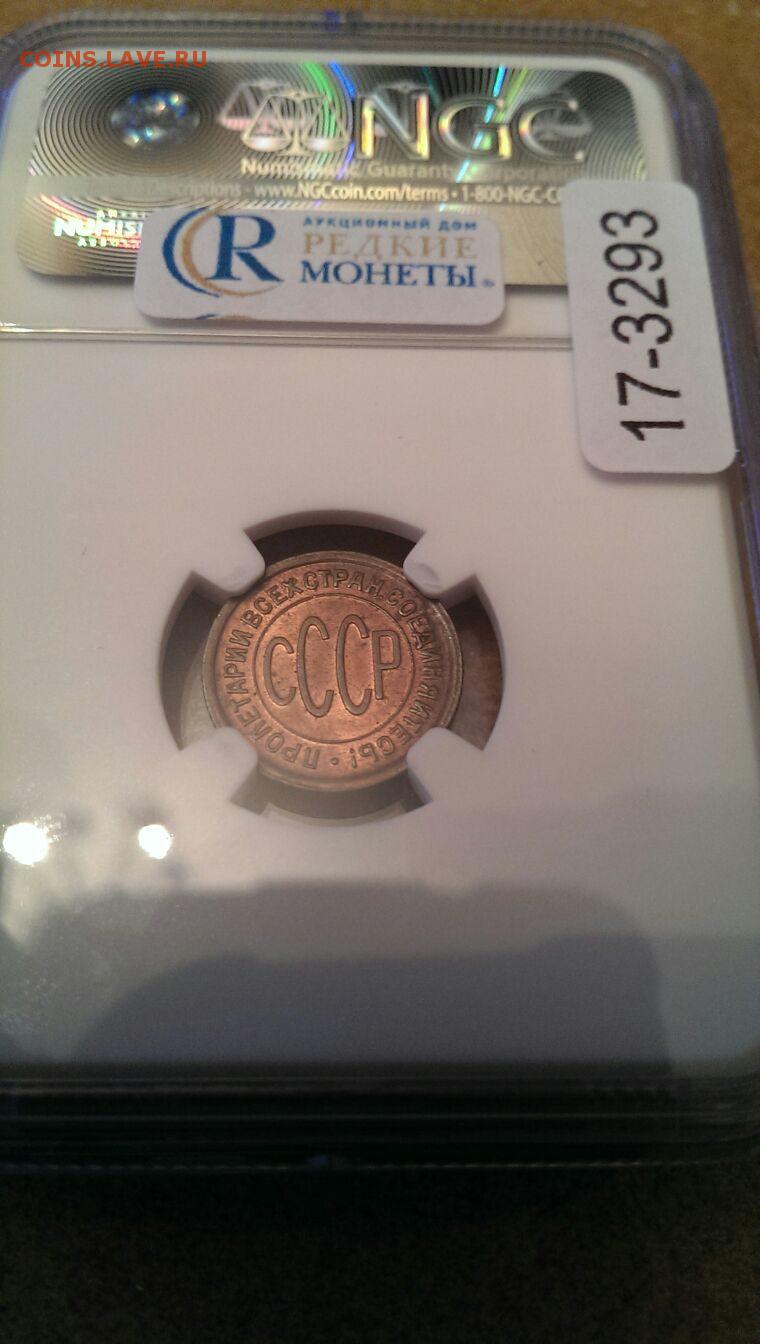 COINS.LAVE.RU
NGC
Numismatic Guaranty Corporation
Descriptions - www.NGCcoin.com/terms • 1-800-NGC-
R
АУКЦИОННЫЙ ДОМ
РЕДКИЕ
МОНЕТЫ
17-3293
ПРОЛЕТАРИИ ВСЕХ СТРАН, СОЕДИНЯЙТЕСЬ!
СССР